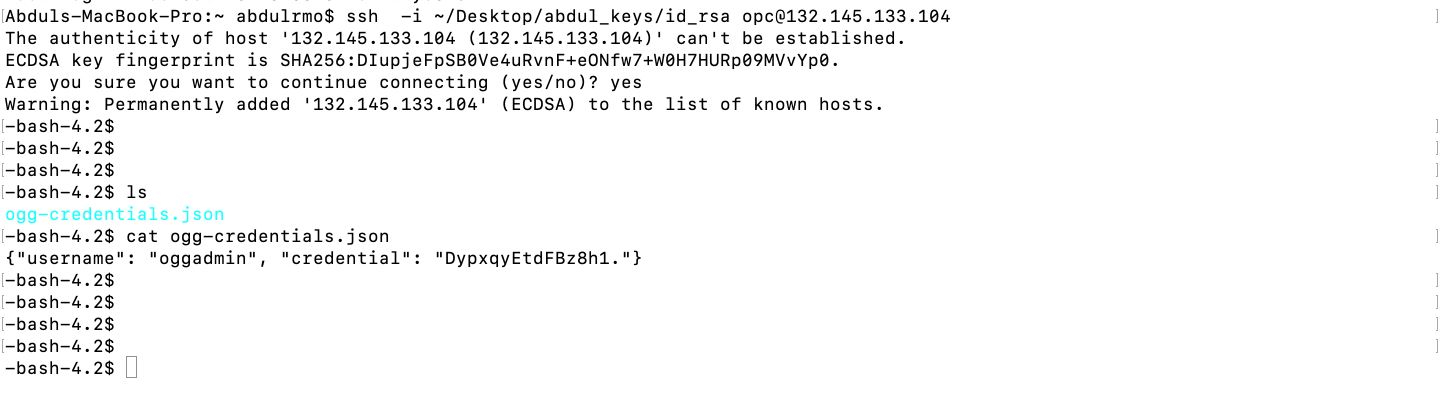 Abduls-MacBook-Pro:~ abdulrmo$ ssh  -i ~/Desktop/abdul_keys/id_rsa opc@132.145.133.104
The authenticity of host '132.145.133.104 (132.145.133.104)' can't be established.
ECDSA key fingerprint is SHA256:DIupjeFpSB0Ve4uRvnF+eONfw7+W0H7HURp09MVvYp0.
Are you sure you want to continue connecting (yes/no)? yes
Warning: Permanently added '132.145.133.104' (ECDSA) to the list of known hosts.
-bash-4.2$
-bash-4.2$
-bash-4.2$
-bash-4.2$ ls
ogg-credentials.json
-bash-4.2$ cat ogg-credentials.json
{"username": "oggadmin", "credential": "DypxqyEtdFBz8h1."}
-bash-4.2$
-bash-4.2$
-bash-4.2$
-bash-4.2$
-bash-4.2$